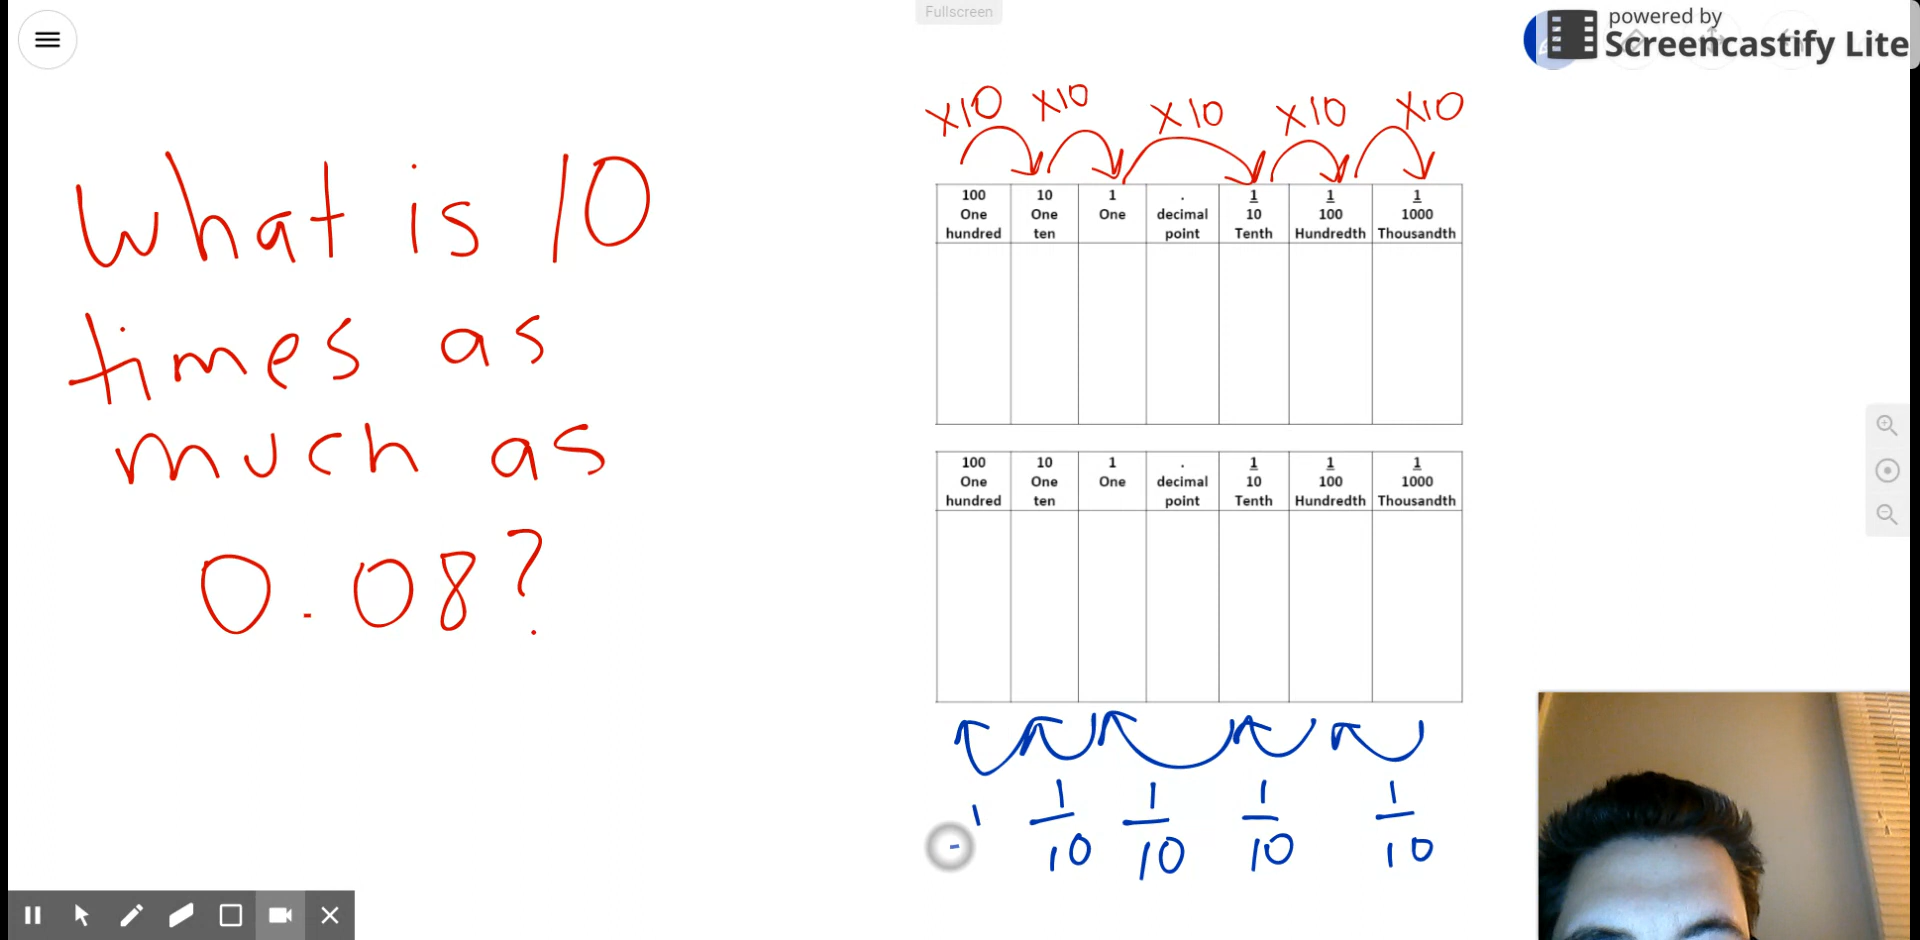 Fullscreen
powered by
Screencastify Lite
What is 10
times as
much as
0.08?
X10 X10 X10 X10 X10
100 10 1 . 1 1 1
One One One decimal 10 100 1000
hundred ten point Tenth Hundredth Thousandth
100 10 1 . 1 1 1
One One One decimal 10 100 1000
hundred ten point Tenth Hundredth Thousandth
1 1 1 1 1
- 10 10 10 10